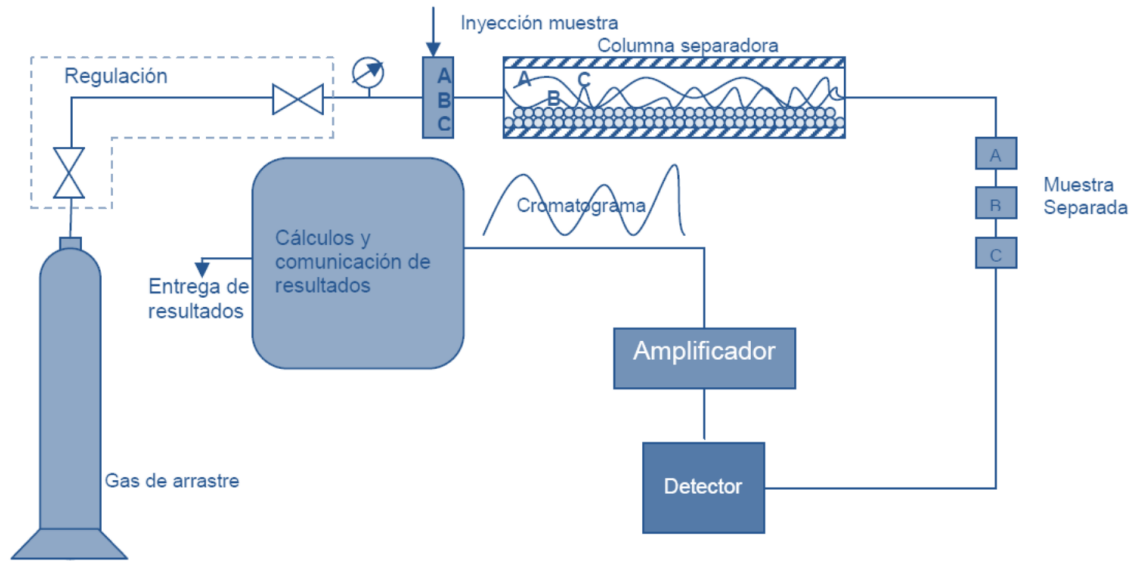 Inyección muestra
Columna separadora
Regulación
A
B
C
A
C
B
A
B
C
Muestra
Separada
Cromatograma
Cálculos y
comunicación de
resultados
Entrega de
resultados
Amplificador
Gas de arrastre
Detector